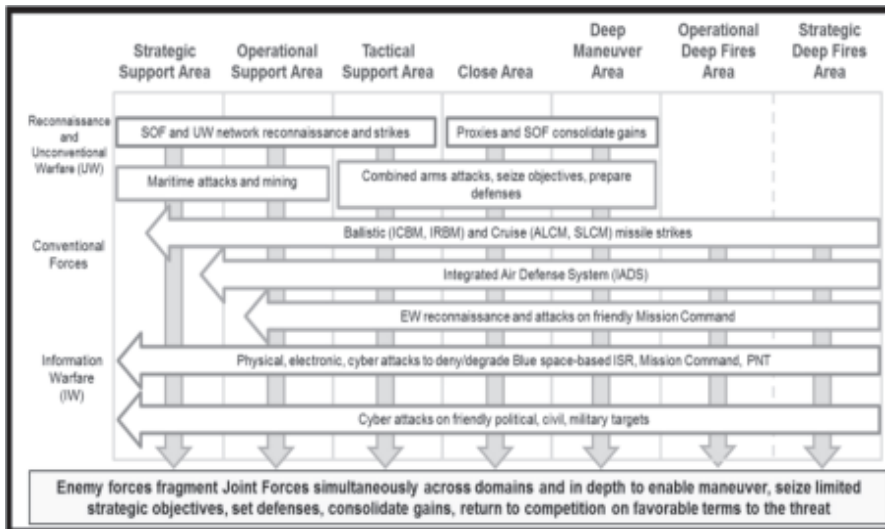 Strategic
Support Area
Operational
Support Area
Tactical
Support Area
Close Area
Deep
Maneuver
Area
Operational
Deep Fires
Area
Strategic
Deep Fires
Area
Reconnaissance
and
Unconventional
Warfare (UW)
SOF and UW network reconnaissance and strikes
Proxies and SOF consolidate gains
Maritime attacks and mining
Combined arms attacks, seize objectives, prepare
defenses
Conventional
Forces
Ballistic (ICBM, IRBM) and Cruise (ALCM, SLCM) missile strikes
Integrated Air Defense System (IADS)
EW reconnaissance and attacks on friendly Mission Command
Information
Warfare
(IW)
Physical, electronic, cyber attacks to deny/degrade Blue space-based ISR, Mission Command, PNT
Cyber attacks on friendly political, civil, military targets
Enemy forces fragment Joint Forces simultaneously across domains and in depth to enable maneuver, seize limited
strategic objectives, set defenses, consolidate gains, return to competition on favorable terms to the threat